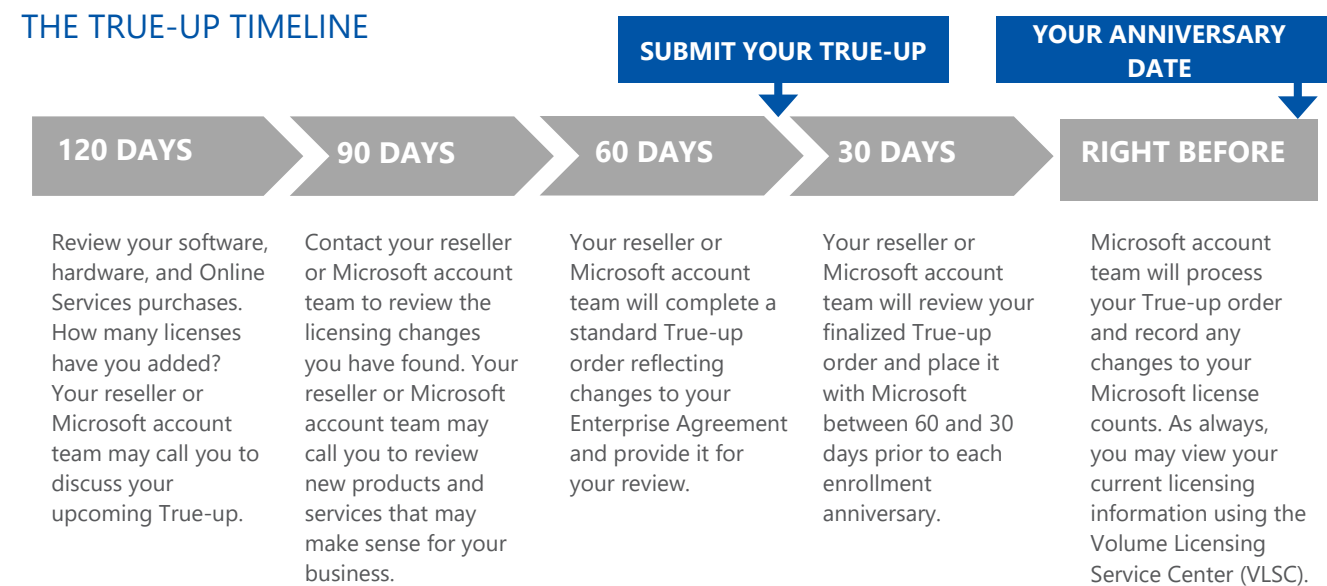 THE TRUE-UP TIMELINE
SUBMIT YOUR TRUE-UP
YOUR ANNIVERSARY
DATE
120 DAYS
90 DAYS
60 DAYS
30 DAYS
RIGHT BEFORE
Review your software,
hardware, and Online
Services purchases.
How many licenses
have you added?
Your reseller or
Microsoft account
team may call you to
discuss your
upcoming True-up.
Contact your reseller
or Microsoft account
team to review the
licensing changes
you have found. Your
reseller or Microsoft
account team may
call you to review
new products and
services that may
make sense for your
business.
Your reseller or
Microsoft account
team will complete a
standard True-up
order reflecting
changes to your
Enterprise Agreement
and provide it for
your review.
Your reseller or
Microsoft account
team will review your
finalized True-up
order and place it
with Microsoft
between 60 and 30
days prior to each
enrollment
anniversary.
Microsoft account
team will process
your True-up order
and record any
changes to your
Microsoft license
counts. As always,
you may view your
current licensing
information using the
Volume Licensing
Service Center (VLSC).